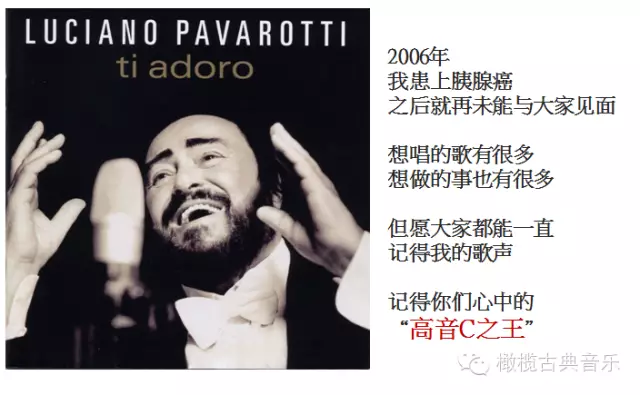 LUCIANO PAVAROTTI
ti adoro
2006年
我患上胰腺癌
之后就再未能与大家见面
想唱的歌有很多
想做的事也有很多
但愿大家都能一直
记得我的歌声
记得你们心中的
“高音C之王”
橄榄古典音乐